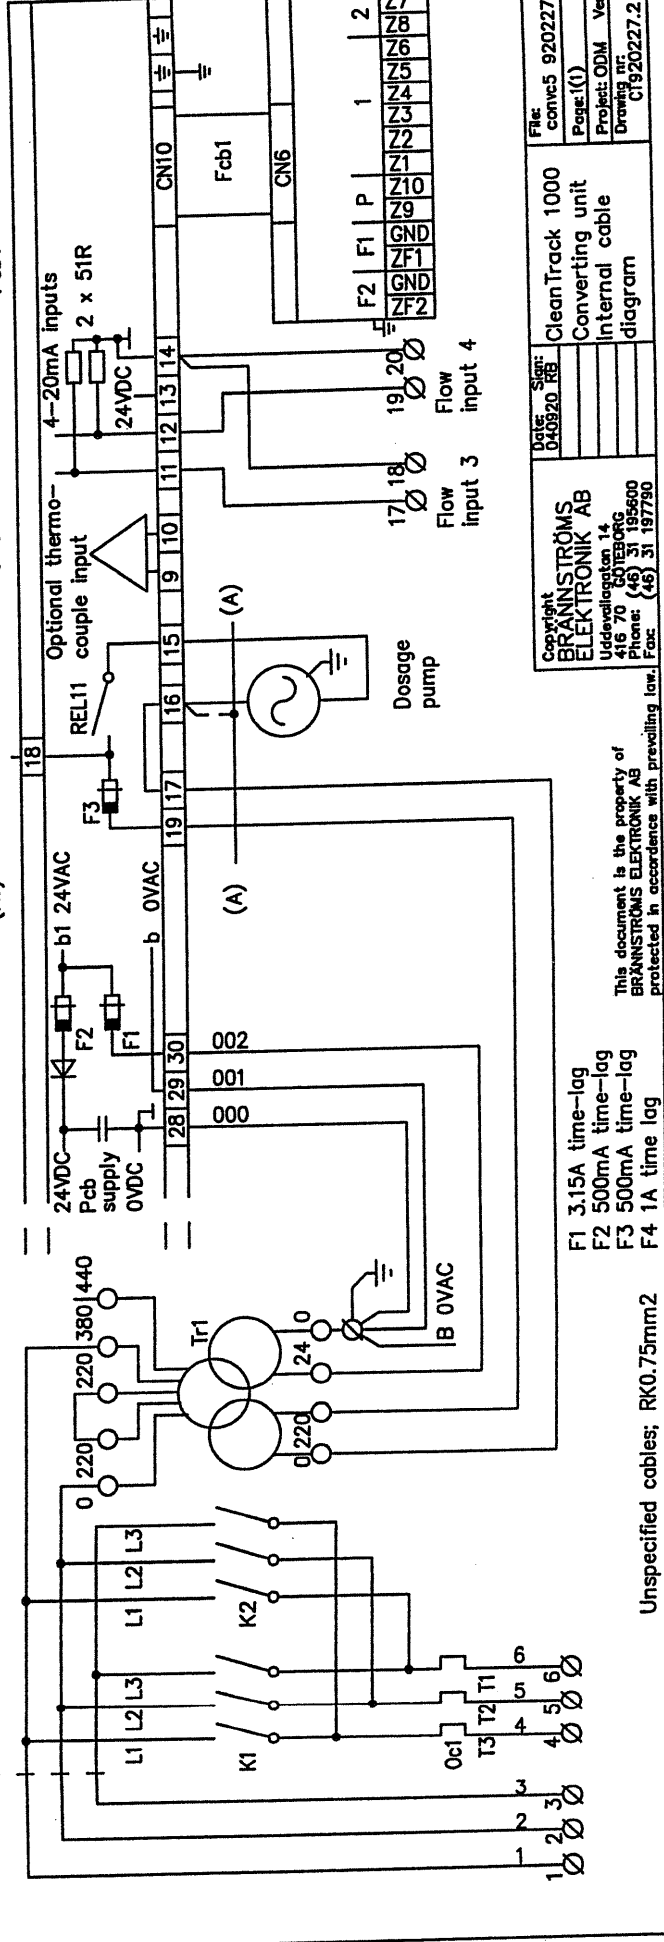 18
4-20mA inputs
2 x 51R
Optional thermo-
couple input
24VDC
REL11
F3
b1 24VAC
F2
F1
24VDC
Pcb
supply
0VDC
b 0VAC
28 29 30
19 17 16 15
9 10 11 12 13 14
CN10
Fcb1
CN6
F2 F1 P 1 2
ZF2 GND ZF1 GND Z9 Z10 Z1 Z2 Z3 Z4 Z5 Z6 Z8 Z7
000
001
002
(A)
(A)
Dosage
pump
17 18
Flow
input 3
19 20
Flow
input 4
0 220 220 380 440
Tr1
0 220 24 0
B 0VAC
L1 L2 L3
L1 L2 L3
K1
K2
Oc1
T3 T2 T1
1 2 3 4 5 6
1 2 3 4 5 6
F1 3.15A time-lag
F2 500mA time-lag
F3 500mA time-lag
F4 1A time lag
Unspecified cables; RK0.75mm2
This document is the property of
BRÄNNSTRÖMS ELEKTRONIK AB
protected in accordance with prevailing law.
Copyright
BRÄNNSTRÖMS
ELEKTRONIK AB
Uddevallagatan 14
416 70 GÖTEBORG
Phone: (46) 31 195600
Fax: (46) 31 197790
Date: Sign:
040920 RB
CleanTrack 1000
Converting unit
Internal cable
diagram
File:
convc5 920227
Page:1(1)
Project: ODM Ve
Drawing nr:
CT920227.2